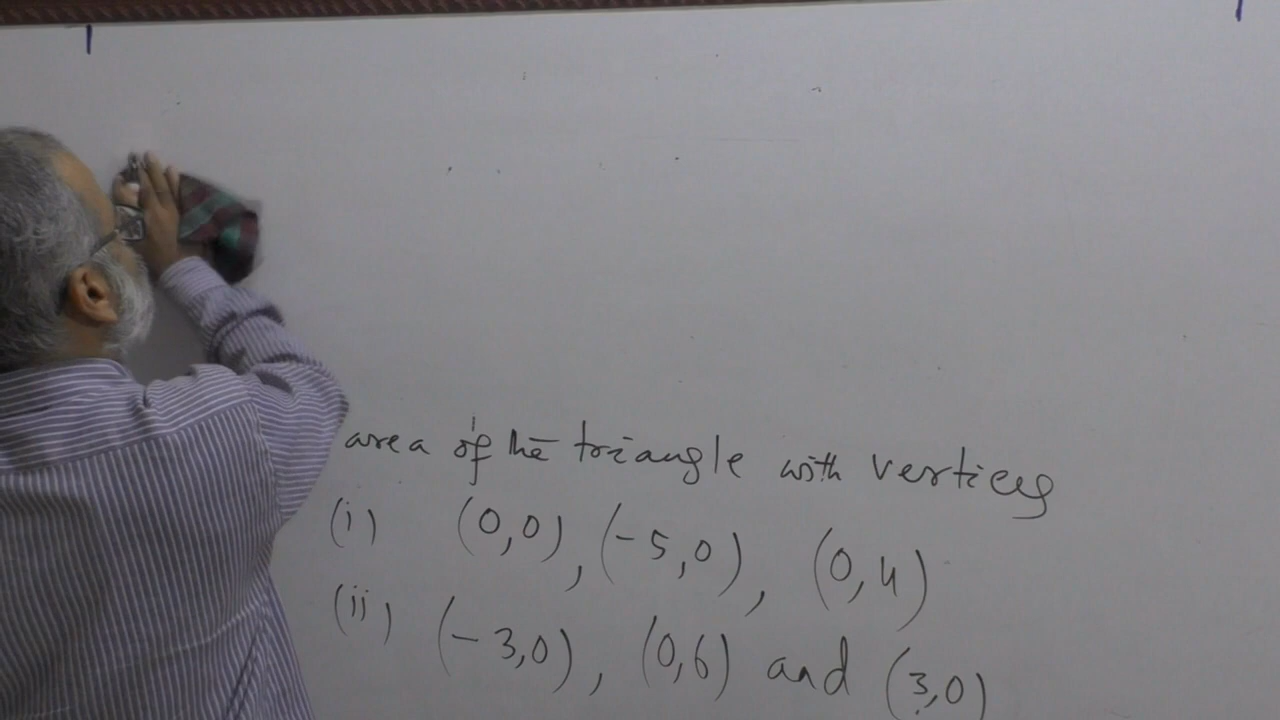 area of the triangle with vertices
(i) (0,0), (-5,0), (0,4)
(ii) (-3,0), (0,6) and (3,0)